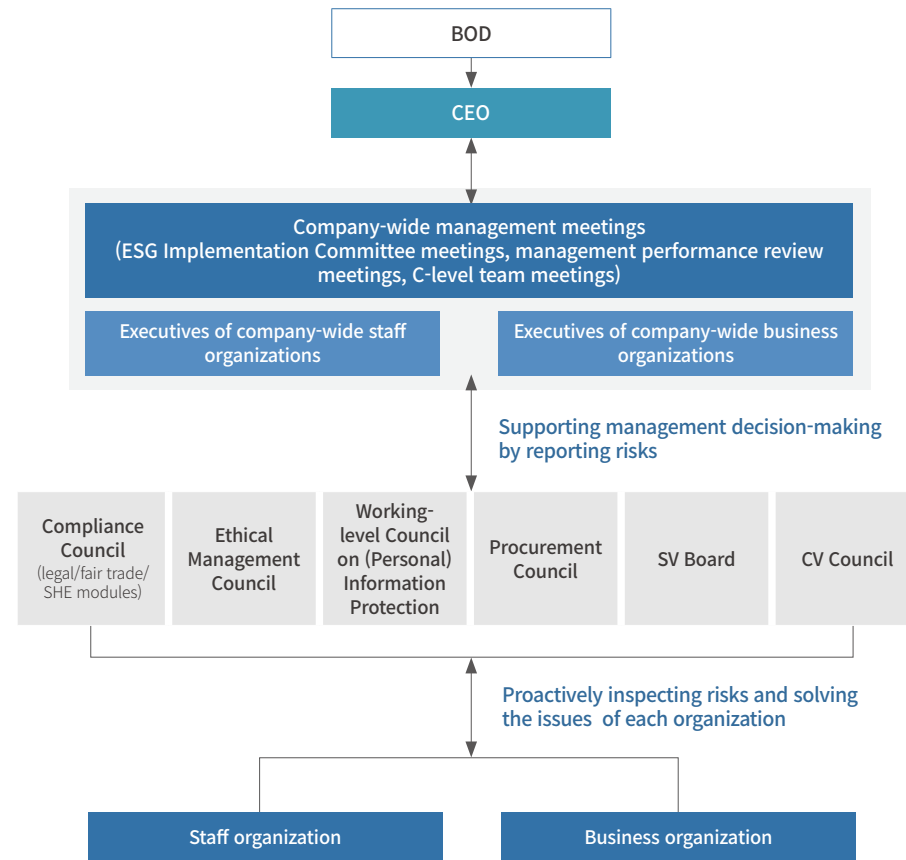 BOD
CEO
Company-wide management meetings
(ESG Implementation Committee meetings, management performance review
meetings, C-level team meetings)
Executives of company-wide staff
organizations
Executives of company-wide business
organizations
Supporting management decision-making
by reporting risks
Compliance
Council
(legal/fair trade/
SHE modules)
Ethical
Management
Council
Working-
level Council
on (Personal)
Information
Protection
Procurement
Council
SV Board
CV Council
Proactively inspecting risks and solving
the issues of each organization
Staff organization
Business organization